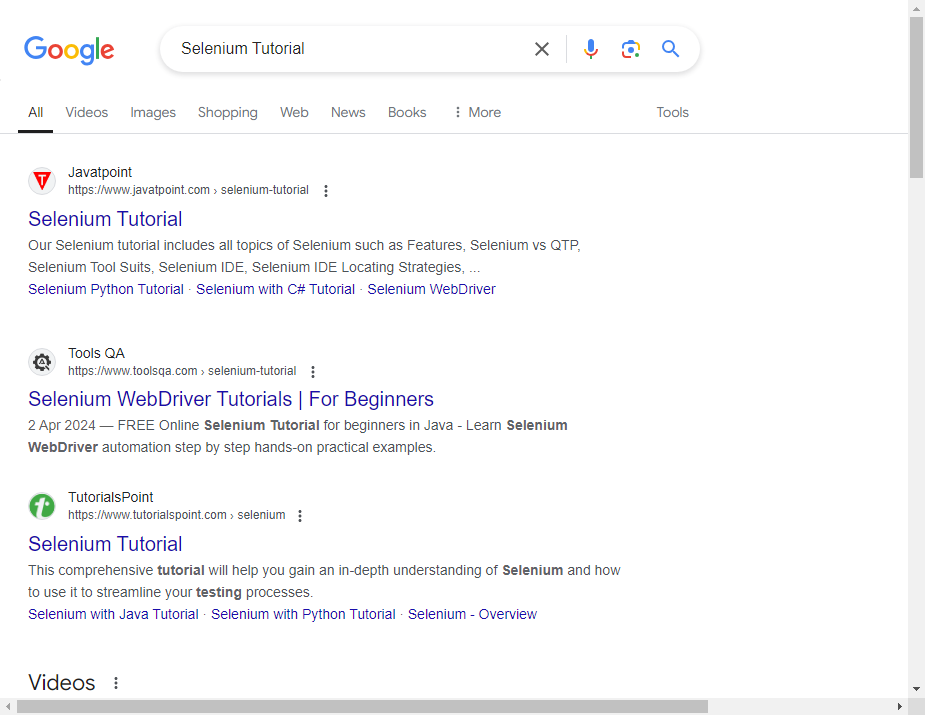 Google
Selenium Tutorial
All Videos Images Shopping Web News Books More Tools
Javatpoint
https://www.javatpoint.com › selenium-tutorial
Selenium Tutorial
Our Selenium tutorial includes all topics of Selenium such as Features, Selenium vs QTP,
Selenium Tool Suits, Selenium IDE, Selenium IDE Locating Strategies, ...
Selenium Python Tutorial · Selenium with C# Tutorial · Selenium WebDriver
Tools QA
https://www.toolsqa.com › selenium-tutorial
Selenium WebDriver Tutorials | For Beginners
2 Apr 2024 — FREE Online Selenium Tutorial for beginners in Java - Learn Selenium
WebDriver automation step by step hands-on practical examples.
TutorialsPoint
https://www.tutorialspoint.com › selenium
Selenium Tutorial
This comprehensive tutorial will help you gain an in-depth understanding of Selenium and how
to use it to streamline your testing processes.
Selenium with Java Tutorial · Selenium with Python Tutorial · Selenium - Overview
Videos